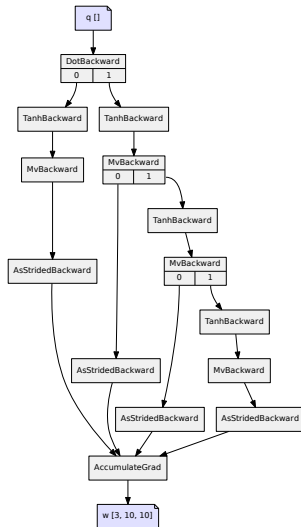 q []
DotBackward
0 1
TanhBackward TanhBackward
MvBackward
MvBackward
0 1
TanhBackward
AsStridedBackward
MvBackward
0 1
TanhBackward
AsStridedBackward
MvBackward
AsStridedBackward
AsStridedBackward
AccumulateGrad
w [3, 10, 10]